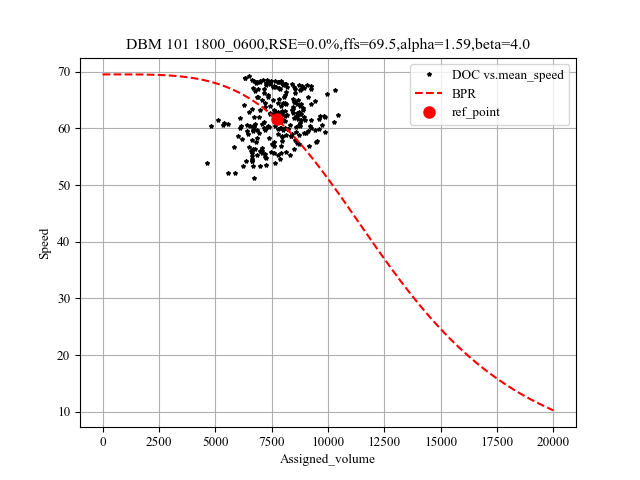 DBM 101 1800_0600,RSE=0.0%,ffs=69.5,alpha=1.59,beta=4.0
DOC vs.mean_speed
BPR
ref_point
70
60
50
40
30
20
10
Speed
0
2500
5000
7500
10000
12500
15000
17500
20000
Assigned_volume